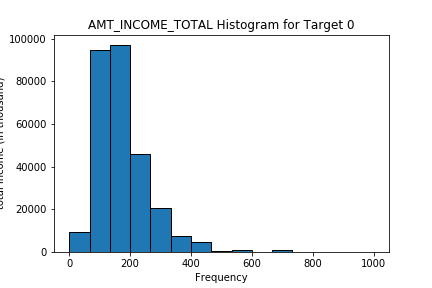 AMT_INCOME_TOTAL Histogram for Target 0
100000
80000
60000
40000
20000
0
total income (in thousand)
0 200 400 600 800 1000
Frequency